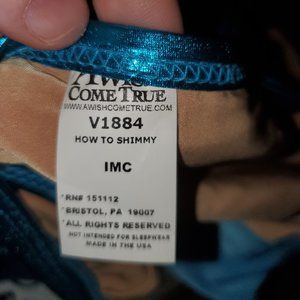 A WISH
COME TRUE
WWW.AWISHCOMETRUE.COM
V1884
HOW TO SHIMMY
IMC
*RN# 151112
*BRISTOL, PA 19007
*ALL RIGHTS RESERVED
NOT INTENDED FOR SLEEPWEAR
MADE IN THE USA